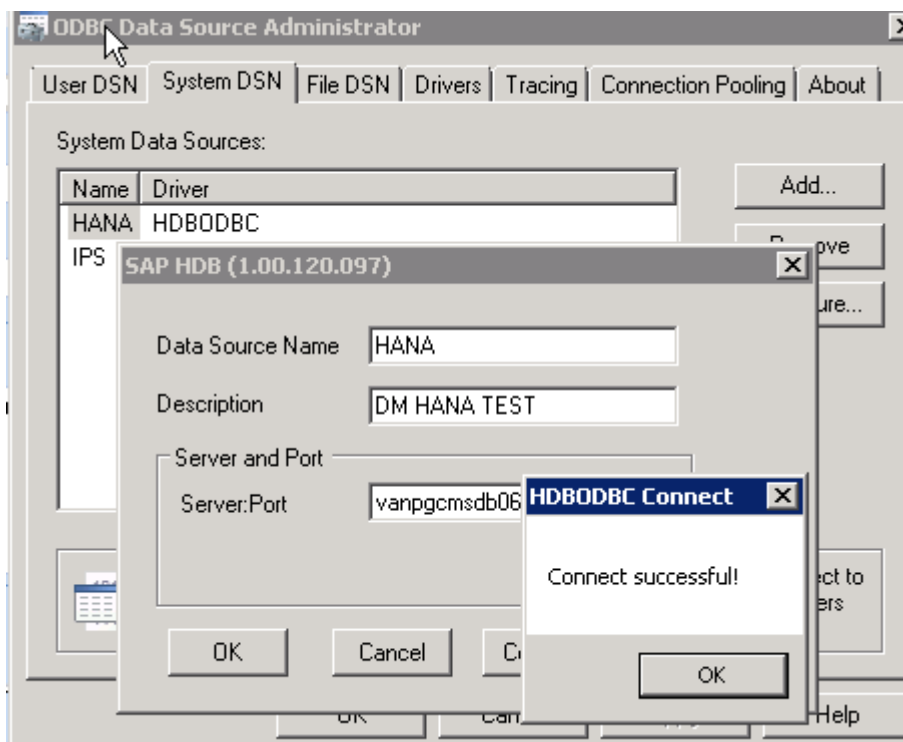 ODBC Data Source Administrator
User DSN System DSN File DSN Drivers Tracing Connection Pooling About
System Data Sources:
Name Driver
HANA HDBODBC
IPS
Add...
SAP HDB (1.00.120.097)
Data Source Name HANA
Description DM HANA TEST
Server and Port
Server:Port vanpgcmsdb06
HDBODBC Connect
Connect successful!
OK
OK Cancel
Help